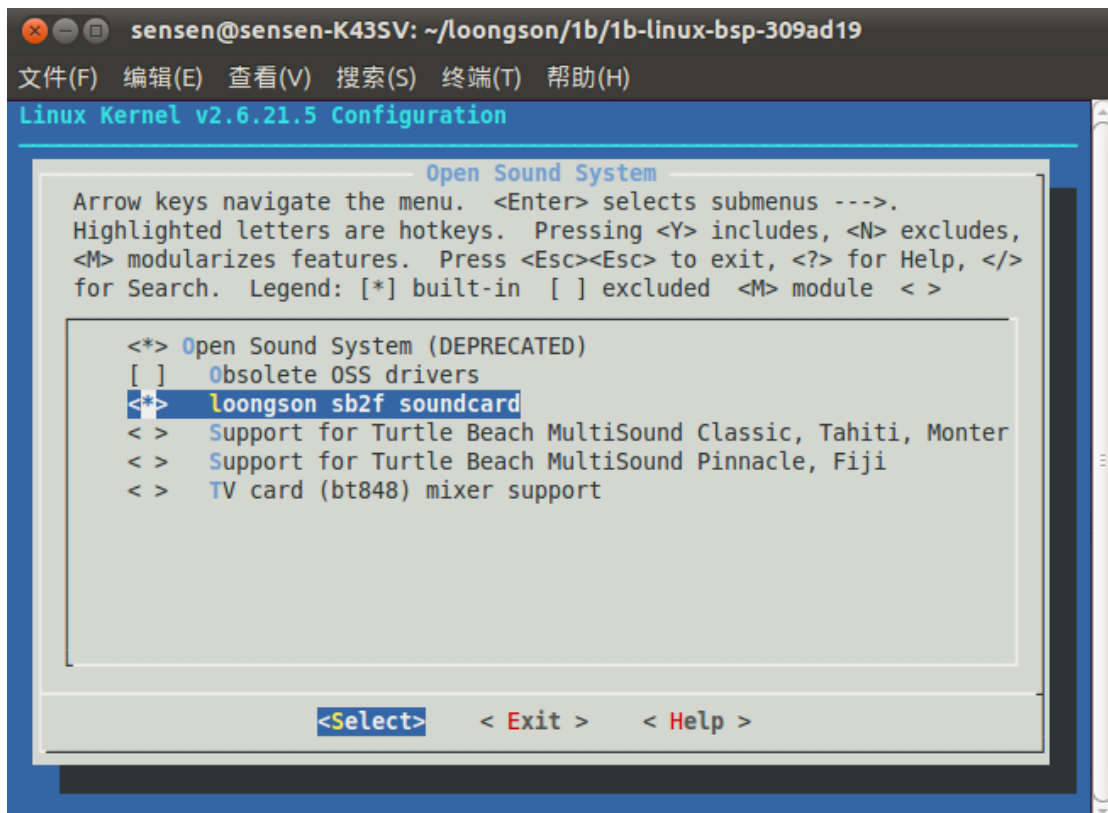 sensen@sensen-K43SV: ~/loongson/1b/1b-linux-bsp-309ad19
文件(F) 编辑(E) 查看(V) 搜索(S) 终端(T) 帮助(H)
Linux Kernel v2.6.21.5 Configuration
Open Sound System
Arrow keys navigate the menu.  <Enter> selects submenus --->.
Highlighted letters are hotkeys.  Pressing <Y> includes, <N> excludes,
<M> modularizes features.  Press <Esc><Esc> to exit, <?> for Help, </>
for Search.  Legend: [*] built-in  [ ] excluded  <M> module  < >
<*> Open Sound System (DEPRECATED)
[ ]   Obsolete OSS drivers
<*>   loongson sb2f soundcard
< >   Support for Turtle Beach MultiSound Classic, Tahiti, Monter
< >   Support for Turtle Beach MultiSound Pinnacle, Fiji
< >   TV card (bt848) mixer support
<Select>    < Exit >    < Help >